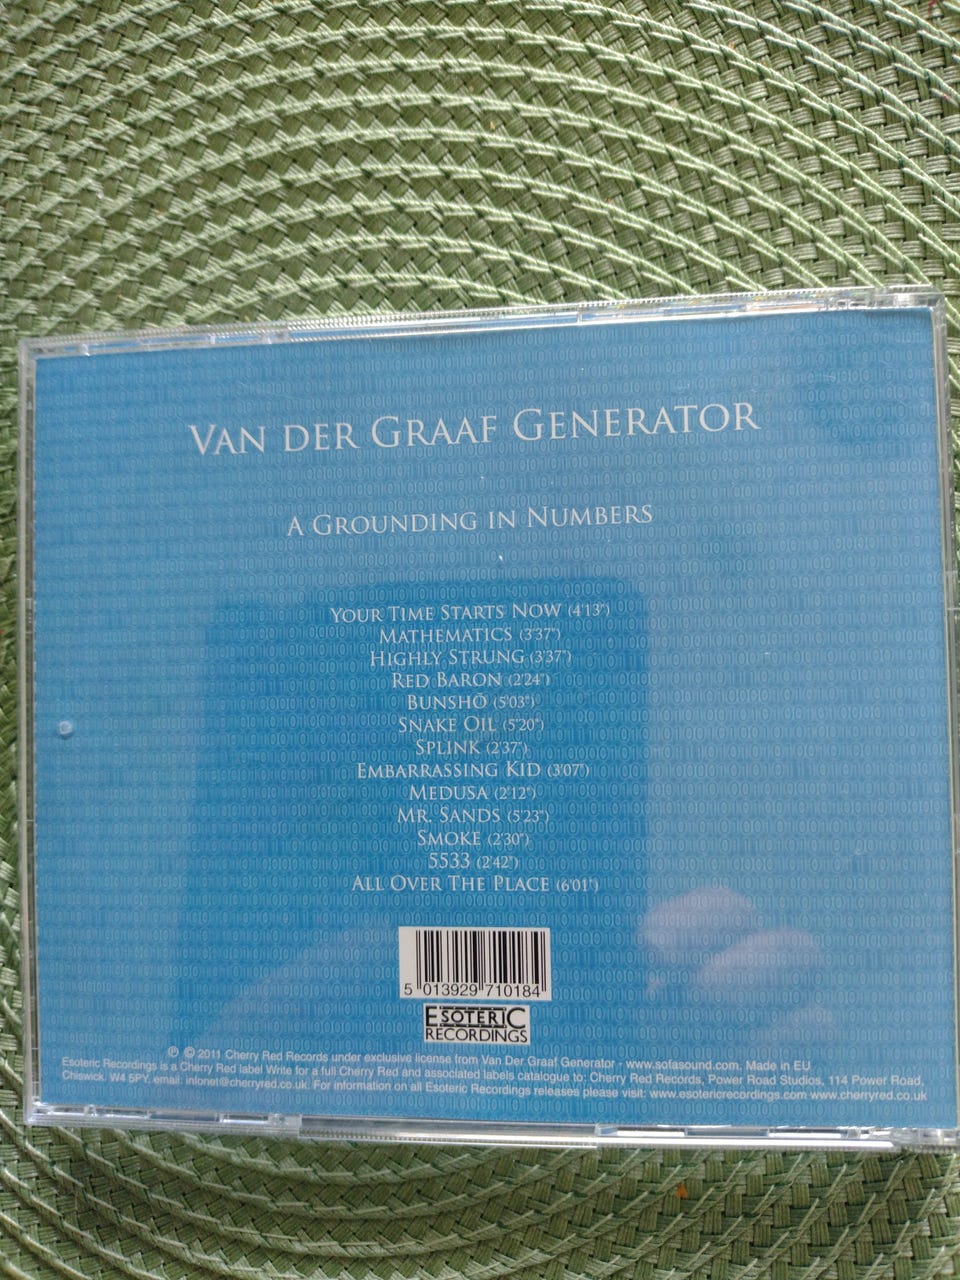 VAN DER GRAAF GENERATOR
A GROUNDING IN NUMBERS
YOUR TIME STARTS NOW (4'13")
MATHEMATICS (3'37")
HIGHLY STRUNG (3'37")
RED BARON (2'24")
BUNSHŌ (5'03")
SNAKE OIL (5'20")
SPLINK (2'37")
EMBARRASSING KID (3'07")
MEDUSA (2'12")
MR. SANDS (5'23")
SMOKE (2'30")
5533 (2'42")
ALL OVER THE PLACE (6'01")
5 013929 710184
ESOTERIC
RECORDINGS
℗ © 2011 Cherry Red Records under exclusive license from Van Der Graaf Generator - www.sofasound.com. Made in EU
Esoteric Recordings is a Cherry Red label Write for a full Cherry Red and associated labels catalogue to: Cherry Red Records, Power Road Studios, 114 Power Road,
Chiswick. W4 5PY, email: infonet@cherryred.co.uk. For information on all Esoteric Recordings releases please visit: www.esotericrecordings.com www.cherryred.co.uk